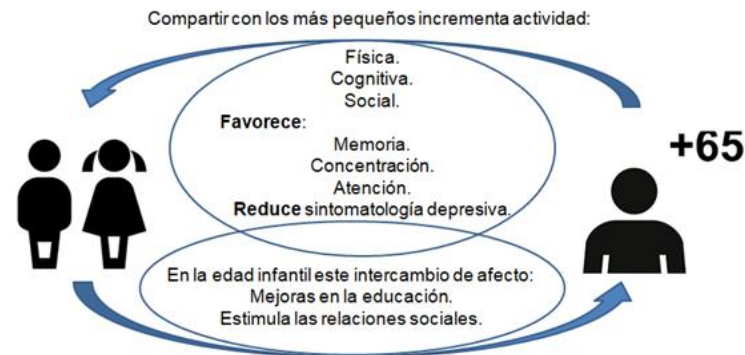 Compartir con los más pequeños incrementa actividad:
Física.
Cognitiva.
Social.
Favorece:
Memoria.
Concentración.
Atención.
Reduce sintomatología depresiva.
+65
En la edad infantil este intercambio de afecto:
Mejoras en la educación.
Estimula las relaciones sociales.